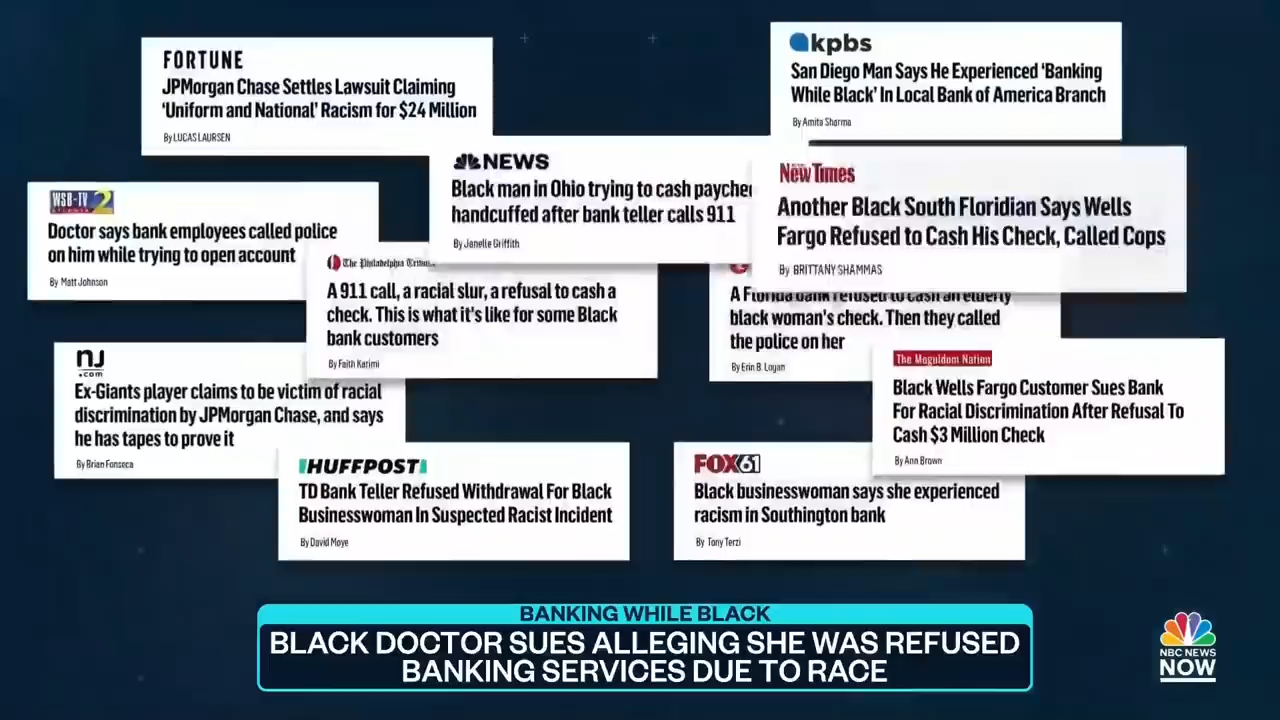 FORTUNE
JPMorgan Chase Settles Lawsuit Claiming
'Uniform and National' Racism for $24 Million
By LUCAS LAURSEN
kpbs
San Diego Man Says He Experienced 'Banking
While Black' In Local Bank of America Branch
By Amita Sharma
NEWS
Black man in Ohio trying to cash paychec
handcuffed after bank teller calls 911
By Janelle Griffith
New Times
Another Black South Floridian Says Wells
Fargo Refused to Cash His Check, Called Cops
By BRITTANY SHAMMAS
WSB-TV 2
ATLANTA
Doctor says bank employees called police
on him while trying to open account
By Matt Johnson
The Philadelphia
A 911 call, a racial slur, a refusal to cash a
check. This is what it's like for some Black
bank customers
By Faith Karimi
A Florida bank refused to cash an elderly
black woman's check. Then they called
the police on her
By Erin B. Logan
nj
.com
Ex-Giants player claims to be victim of racial
discrimination by JPMorgan Chase, and says
he has tapes to prove it
By Brian Fonseca
The Moguldom Nation
Black Wells Fargo Customer Sues Bank
For Racial Discrimination After Refusal To
Cash $3 Million Check
By Ann Brown
HUFFPOST
TD Bank Teller Refused Withdrawal For Black
Businesswoman In Suspected Racist Incident
By David Moye
FOX61
Black businesswoman says she experienced
racism in Southington bank
By Tony Terzi
BANKING WHILE BLACK
BLACK DOCTOR SUES ALLEGING SHE WAS REFUSED
BANKING SERVICES DUE TO RACE
NBC NEWS
NOW